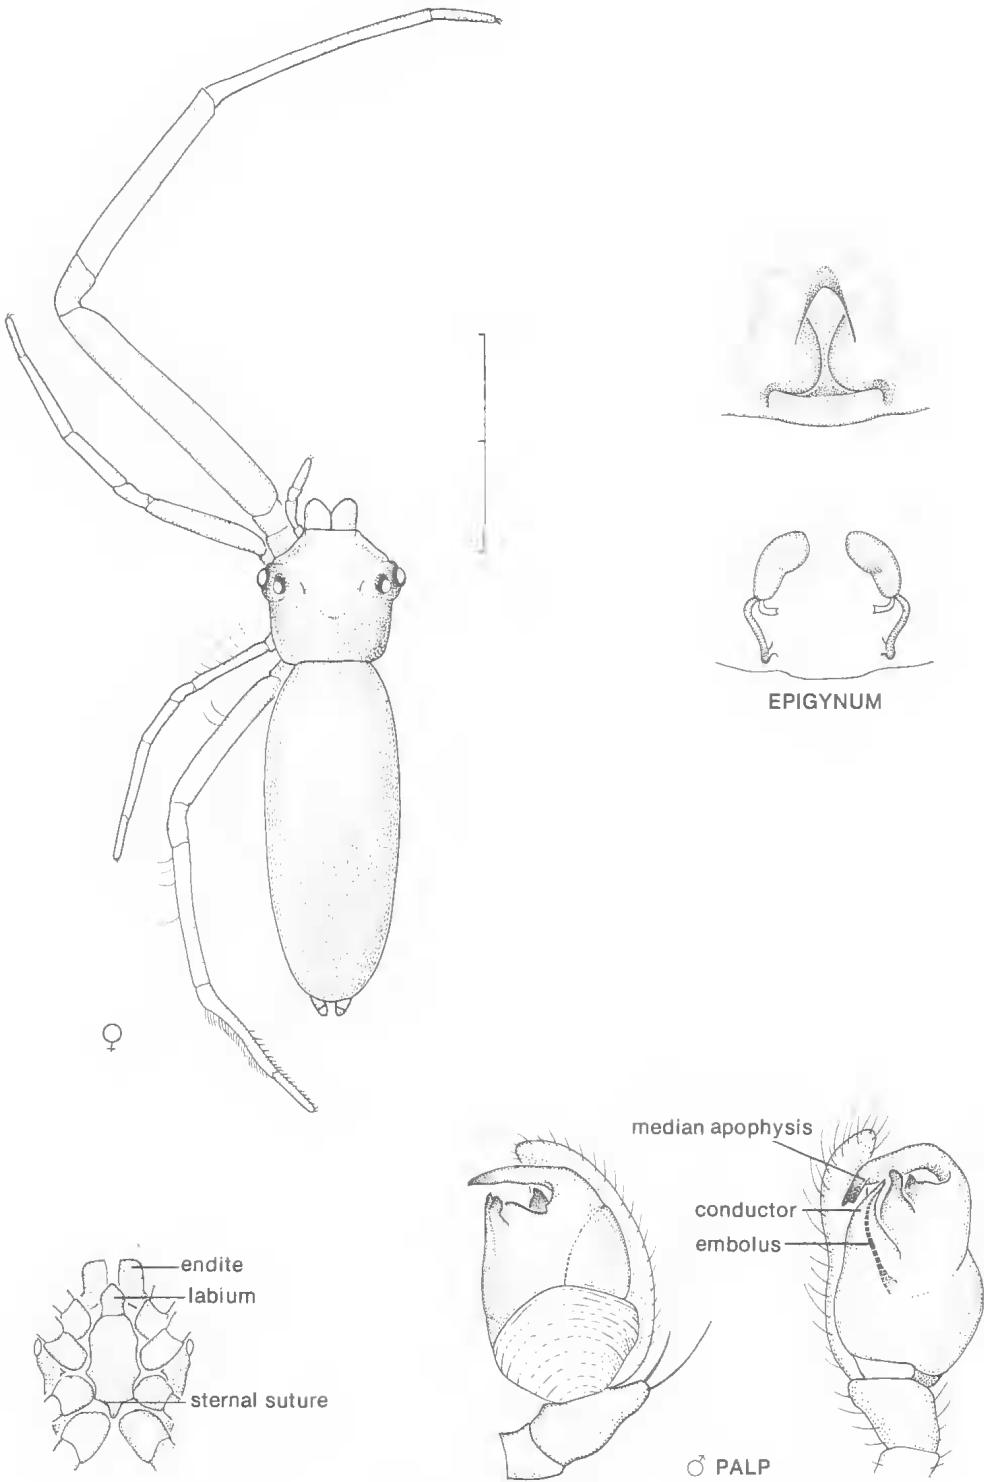 EPIGYNUM
♀
median apophysis
conductor
embolus
endite
labium
sternal suture
♂ PALP